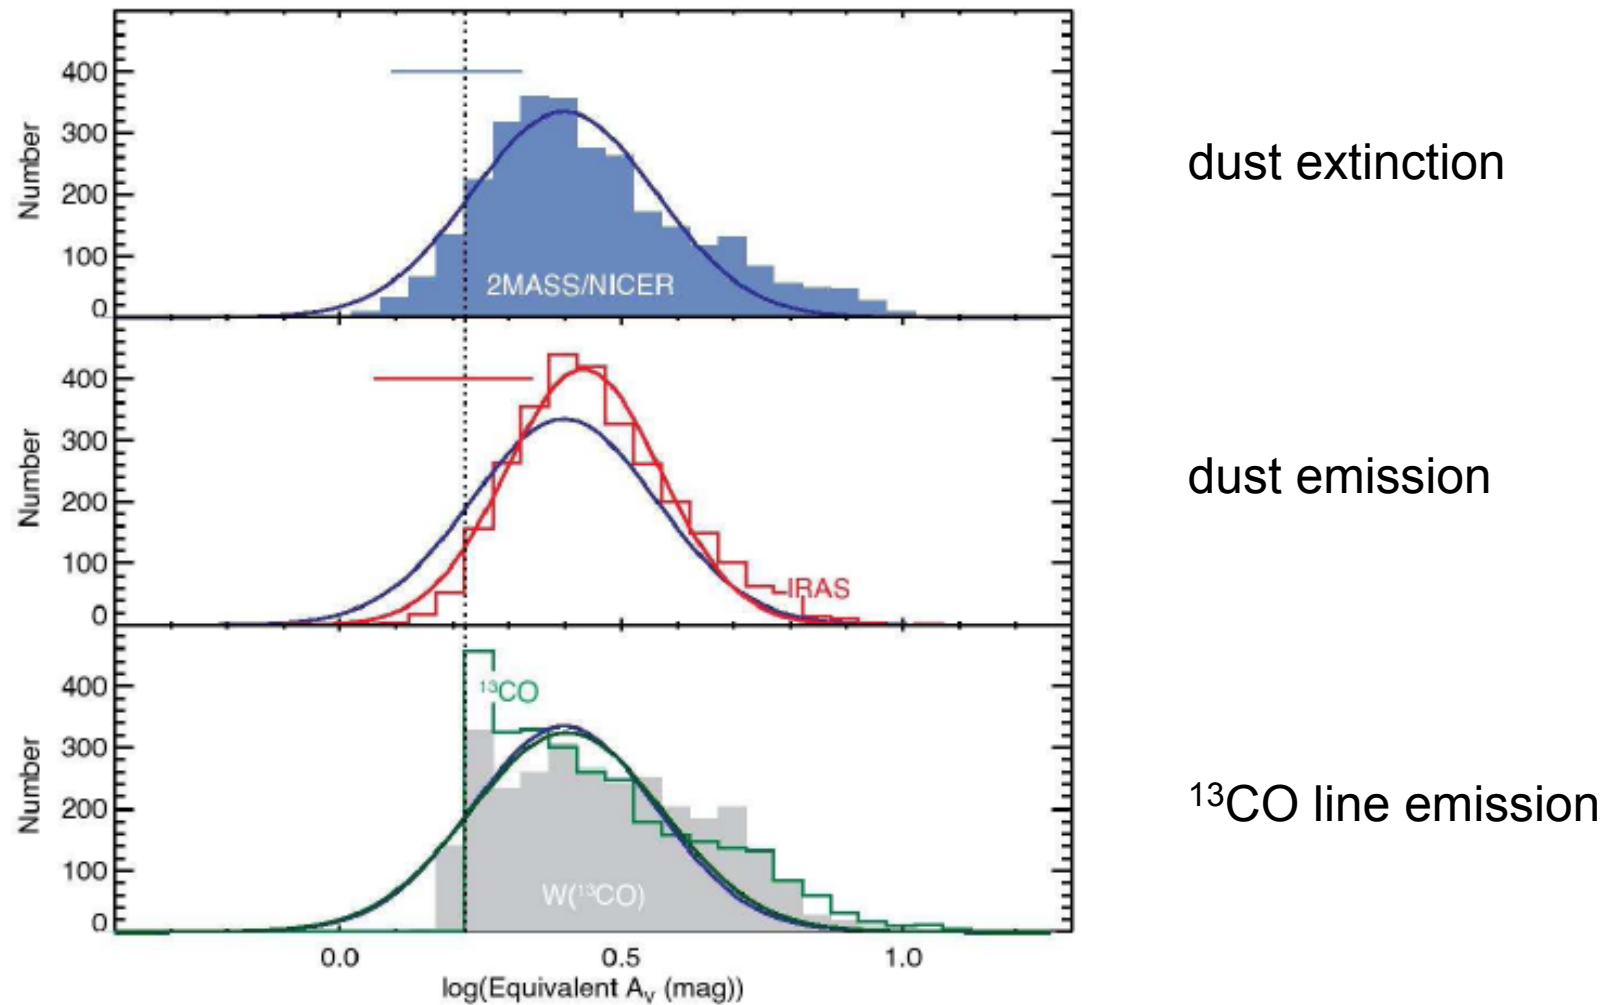 400
300
200
100
0
Number
2MASS/NICER
dust extinction
400
300
200
100
0
Number
IRAS
dust emission
400
300
200
100
0
Number
¹³CO
W(¹³CO)
¹³CO line emission
0.0 0.5 1.0
log(Equivalent Aᵥ (mag))